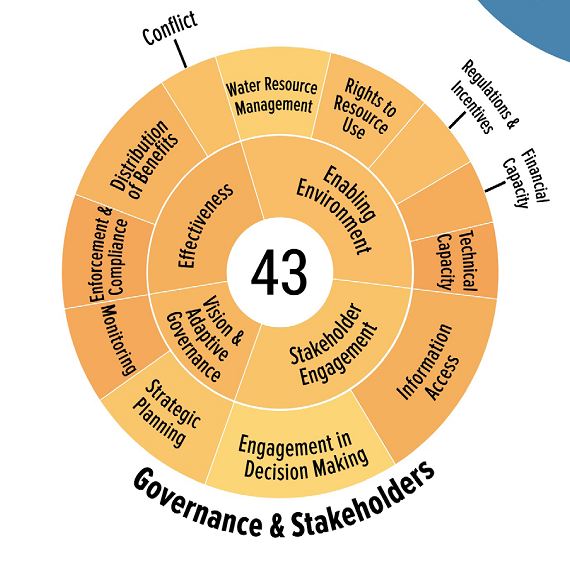 Conflict
Water Resource
Management
Rights to
Resource
Use
Regulations &
Incentives
Financial
Capacity
Technical
Capacity
Information
Access
Engagement in
Decision Making
Strategic
Planning
Monitoring
Enforcement &
Compliance
Distribution
of Benefits
Effectiveness
Enabling
Environment
Stakeholder
Engagement
Vision &
Adaptive
Governance
43
Governance & Stakeholders